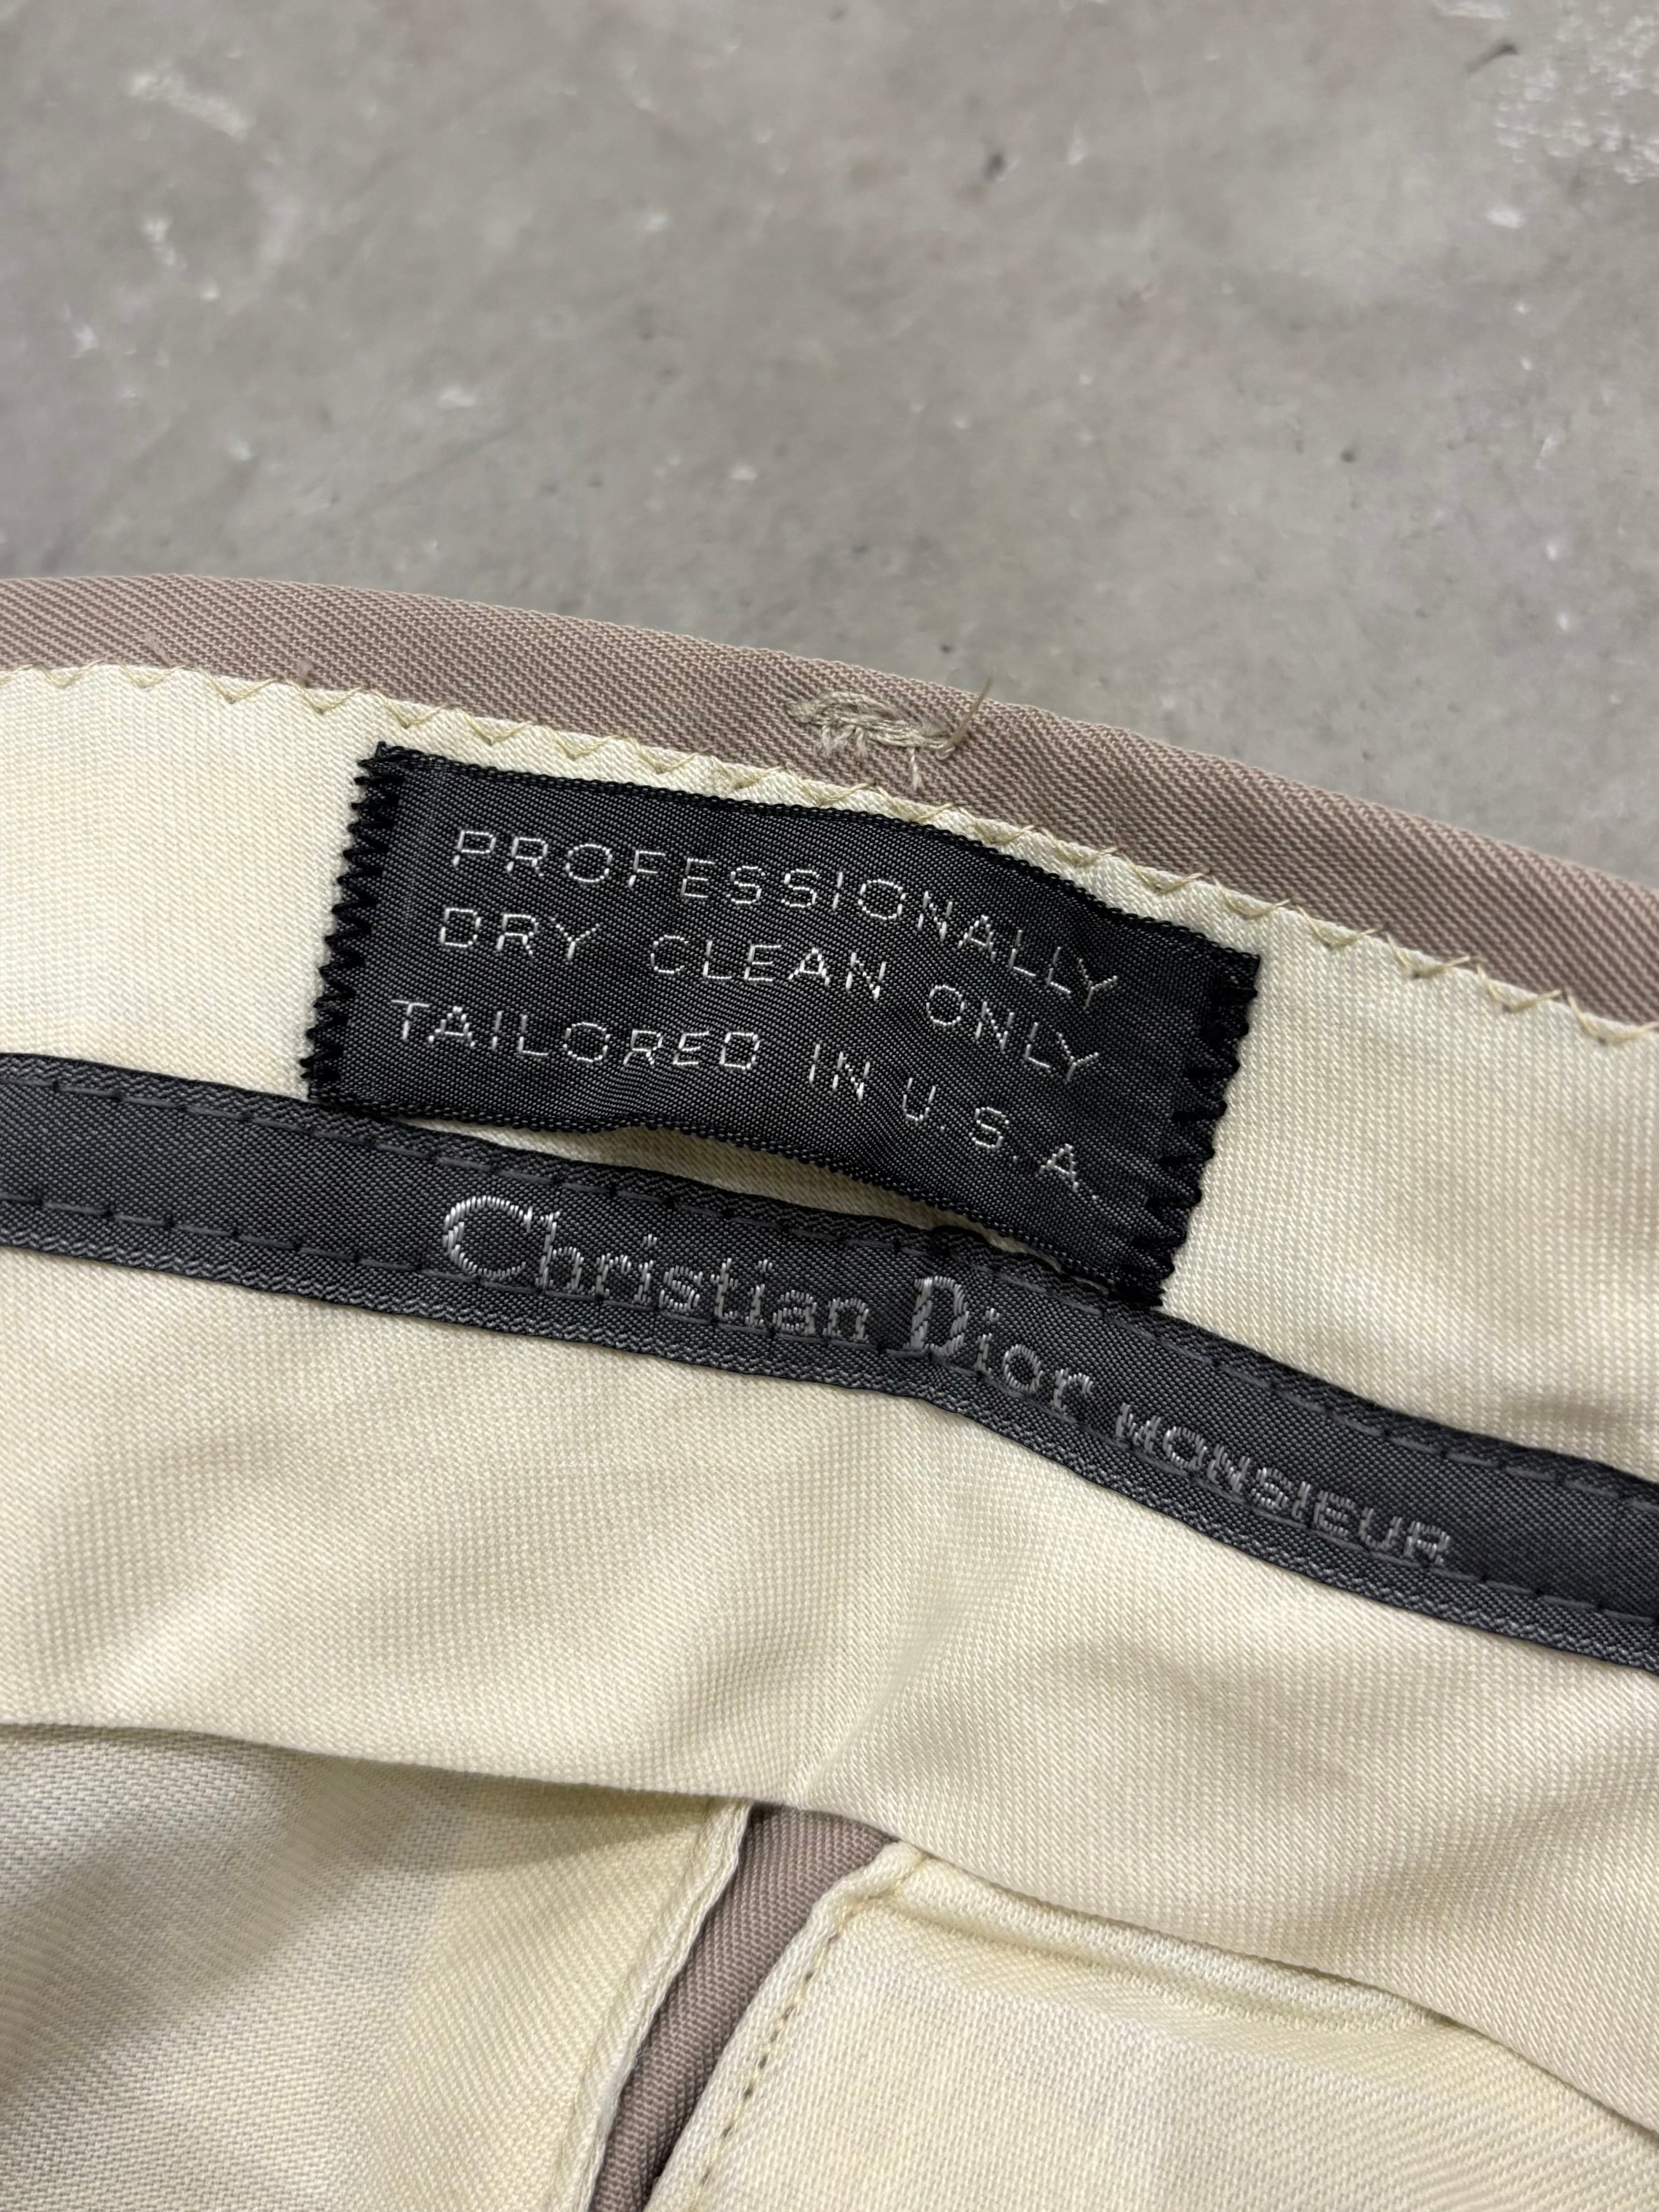 PROFESSIONALLY
DRY CLEAN ONLY
TAILORED IN U.S.A.
Christian Dior MONSIEUR